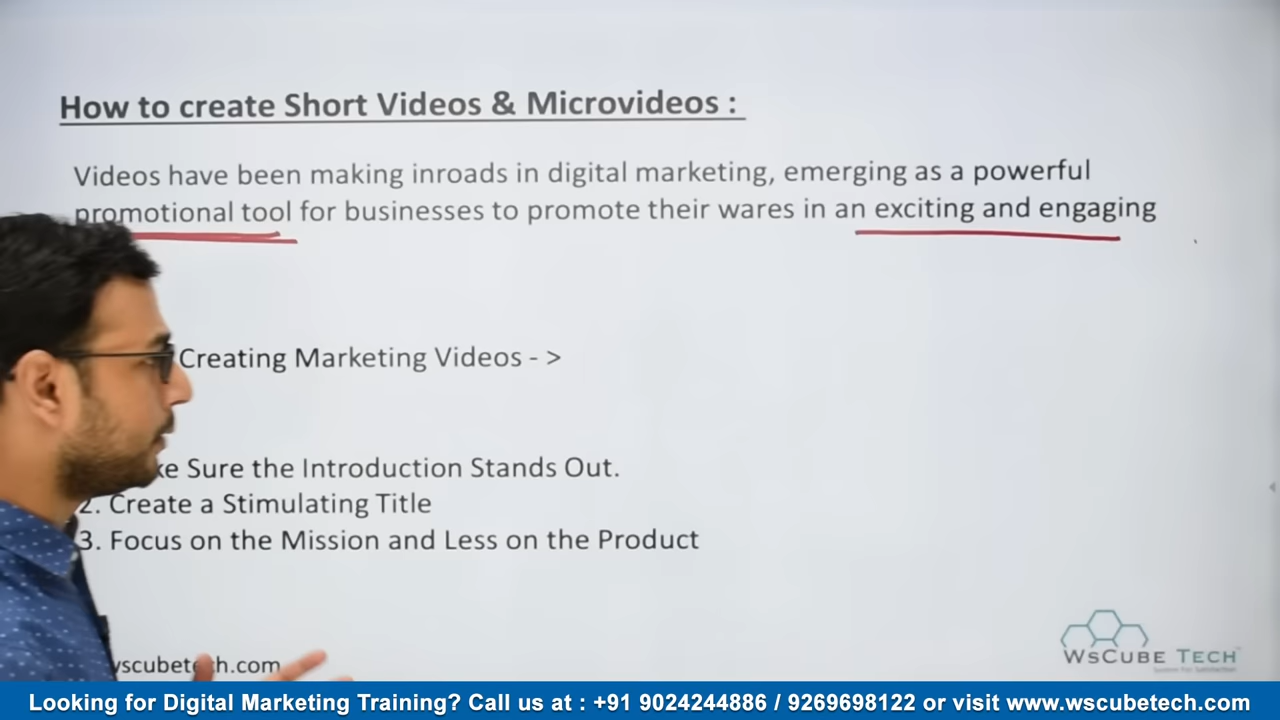 How to create Short Videos & Microvideos :
Videos have been making inroads in digital marketing, emerging as a powerful
promotional tool for businesses to promote their wares in an exciting and engaging
Creating Marketing Videos - >
ke Sure the Introduction Stands Out.
2. Create a Stimulating Title
3. Focus on the Mission and Less on the Product
wscubetech.com
WSCUBE TECH
Looking for Digital Marketing Training? Call us at : +91 9024244886 / 9269698122 or visit www.wscubetech.com